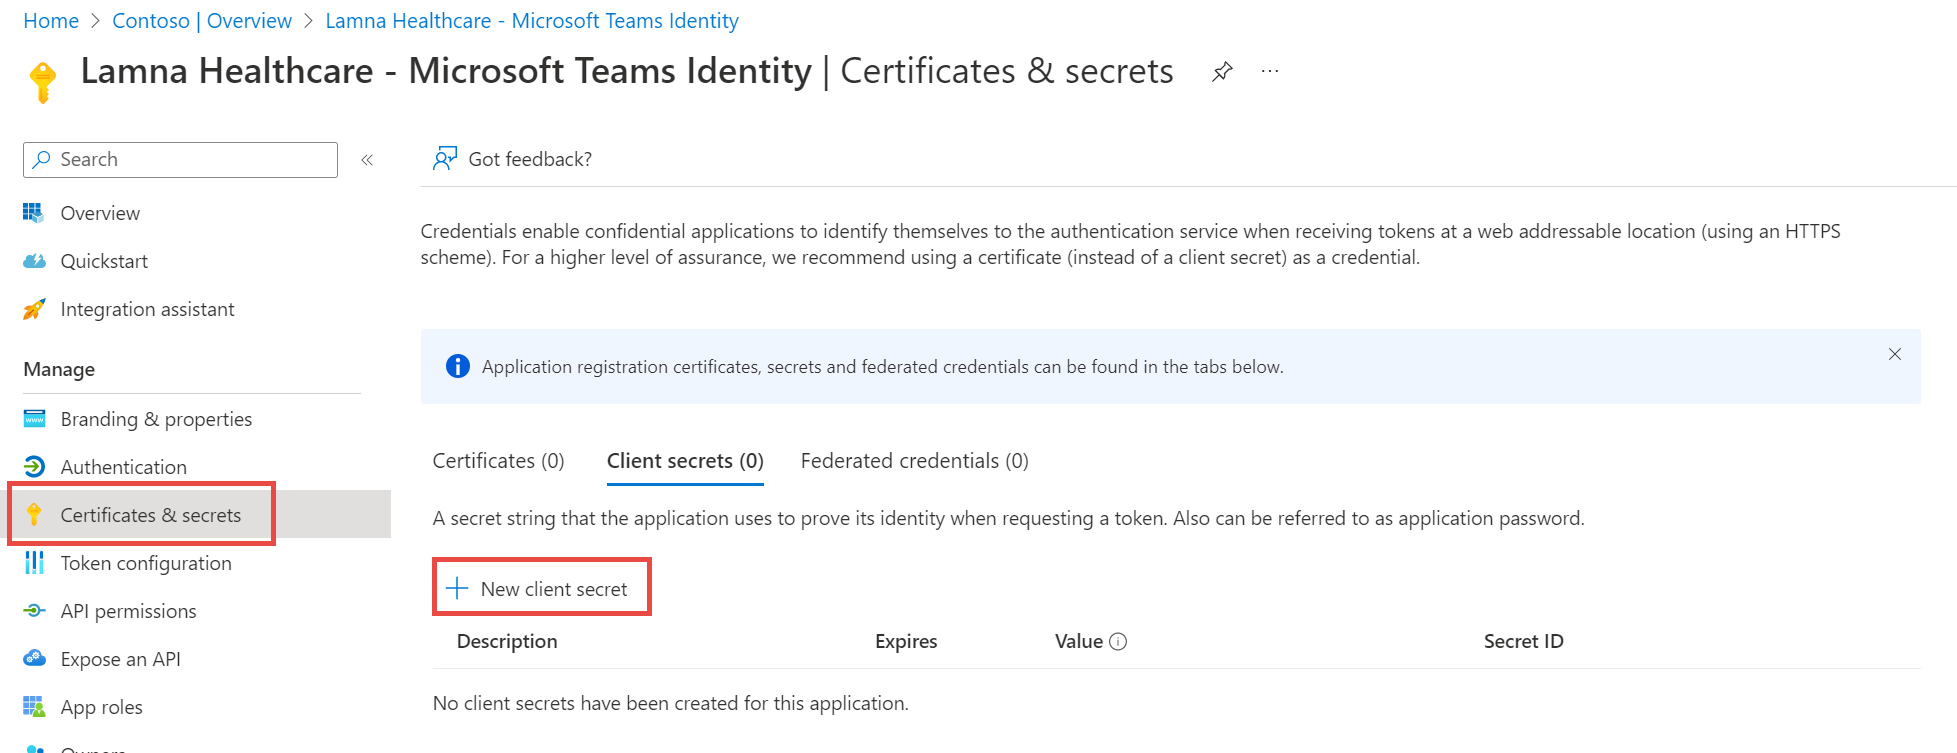 Home > Contoso | Overview > Lamna Healthcare - Microsoft Teams Identity
Lamna Healthcare - Microsoft Teams Identity | Certificates & secrets ...
Search «
Overview
Quickstart
Integration assistant
Manage
Branding & properties
Authentication
Certificates & secrets
Token configuration
API permissions
Expose an API
App roles
Owners
Got feedback?
Credentials enable confidential applications to identify themselves to the authentication service when receiving tokens at a web addressable location (using an HTTPS
scheme). For a higher level of assurance, we recommend using a certificate (instead of a client secret) as a credential.
Application registration certificates, secrets and federated credentials can be found in the tabs below.
Certificates (0) Client secrets (0) Federated credentials (0)
A secret string that the application uses to prove its identity when requesting a token. Also can be referred to as application password.
+ New client secret
Description Expires Value Secret ID
No client secrets have been created for this application.